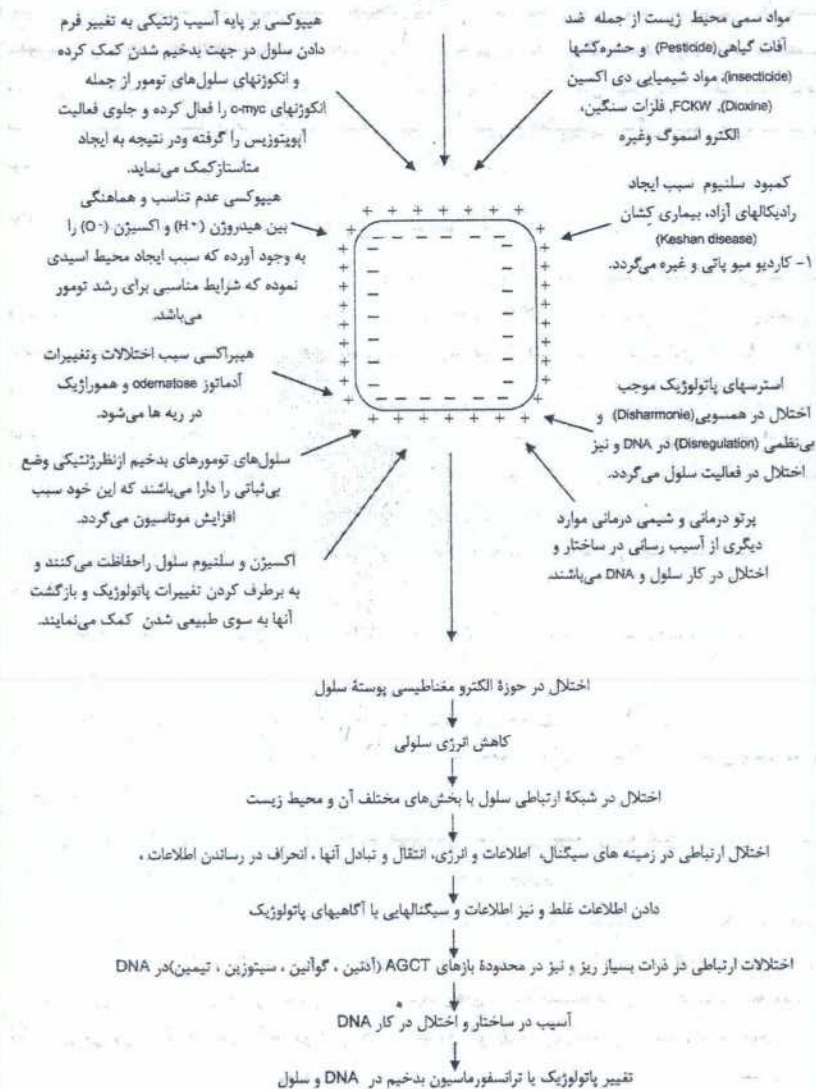 مواد سمی محیط زیست از جمله ضد
آفات گیاهی(Pesticide) و حشره‌کشها
(insecticide)، مواد شیمیایی دی اکسین
(Dioxine)، FCKW, فلزات سنگین،
الکترو اسموگ وغیره
کمبود سلنیوم سبب ایجاد
رادیکالهای آزاد، بیماری کِشان
(Keshan disease)
۱- کاردیو میو پاتی و غیره می‌گردد.
استرسهای پاتولوژیک موجب
اختلال در همسویی(Disharmonie) و
بی‌نظمی (Disregulation) در DNA و نیز
اختلال در فعالیت سلول می‌گردد.
پرتو درمانی و شیمی درمانی موارد
دیگری از آسیب رسانی در ساختار و
اختلال در کار سلول و DNA می‌باشند.
هیپوکسی بر پایه آسیب ژنتیکی به تغییر فرم
دادن سلول در جهت بدخیم شدن کمک کرده
و انکوژنهای سلول‌های تومور از جمله
انکوژنهای c-myc را فعال کرده و جلوی فعالیت
آپوپتوزیس را گرفته ودر نتیجه به ایجاد
متاستازکمک می‌نماید.
هیپوکسی عدم تناسب و هماهنگی
بین هیدروژن (H+) و اکسیژن (O-) را
به وجود آورده که سبب ایجاد محیط اسیدی
نموده که شرایط مناسبی برای رشد تومور
می‌باشد.
هیپراکسی سبب اختلالات وتغییرات
آدماتوز odematose و هموراژیک
در ریه ها می‌شود.
سلول‌های تومورهای بدخیم ازنظرژنتیکی وضع
بی‌ثباتی را دارا می‌باشند که این خود سبب
افزایش موتاسیون می‌گردد.
اکسیژن و سلنیوم سلول راحفاظت می‌کنند و
به برطرف کردن تغییرات پاتولوژیک و بازگشت
آنها به سوی طبیعی شدن کمک می‌نمایند.
+ + + + + + + +
- - - - - - - -
+ + + + + + + +
اختلال در حوزهٔ الکترو مغناطیسی پوستهٔ سلول
کاهش انرژی سلولی
اختلال در شبکهٔ ارتباطی سلول با بخش‌های مختلف آن و محیط زیست
اختلال ارتباطی در زمینه های سیگنال، اطلاعات و انرژی، انتقال و تبادل آنها ، انحراف در رساندن اطلاعات ،
دادن اطلاعات غلط و نیز اطلاعات و سیگنالهایی با آگاهیهای پاتولوژیک
اختلالات ارتباطی در ذرات بسیار ریز و نیز در محدودهٔ بازهای AGCT (آدنین ، گوآنین ، سیتوزین ، تیمین)در DNA
آسیب در ساختار و اختلال در کار DNA
تغییر پاتولوژیک یا ترانسفورماسیون بدخیم در DNA و سلول